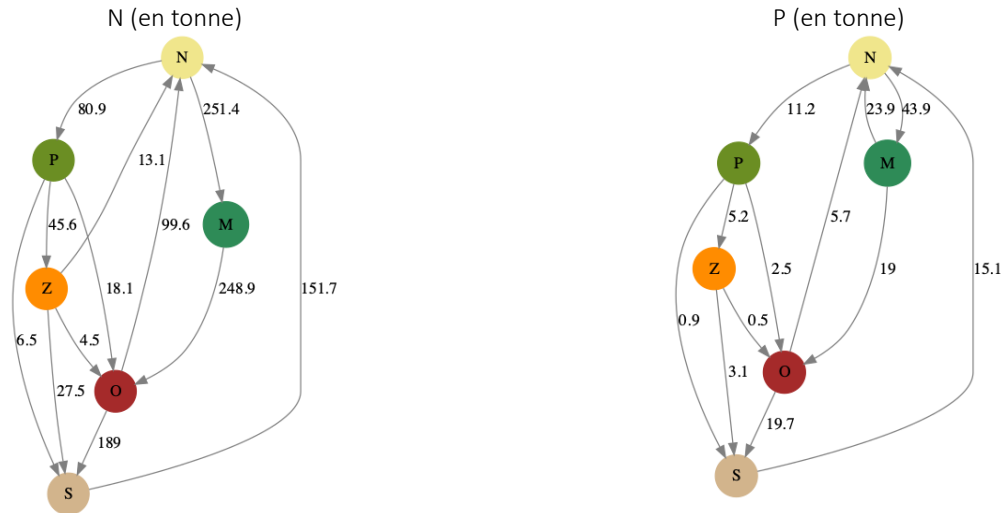 N (en tonne)
N
80.9
251.4
P
13.1
45.6
99.6
M
Z
18.1
248.9
151.7
6.5
4.5
27.5
O
189
S
P (en tonne)
N
11.2
23.9
43.9
P
M
5.2
5.7
Z
2.5
19
15.1
0.9
0.5
3.1
O
19.7
S